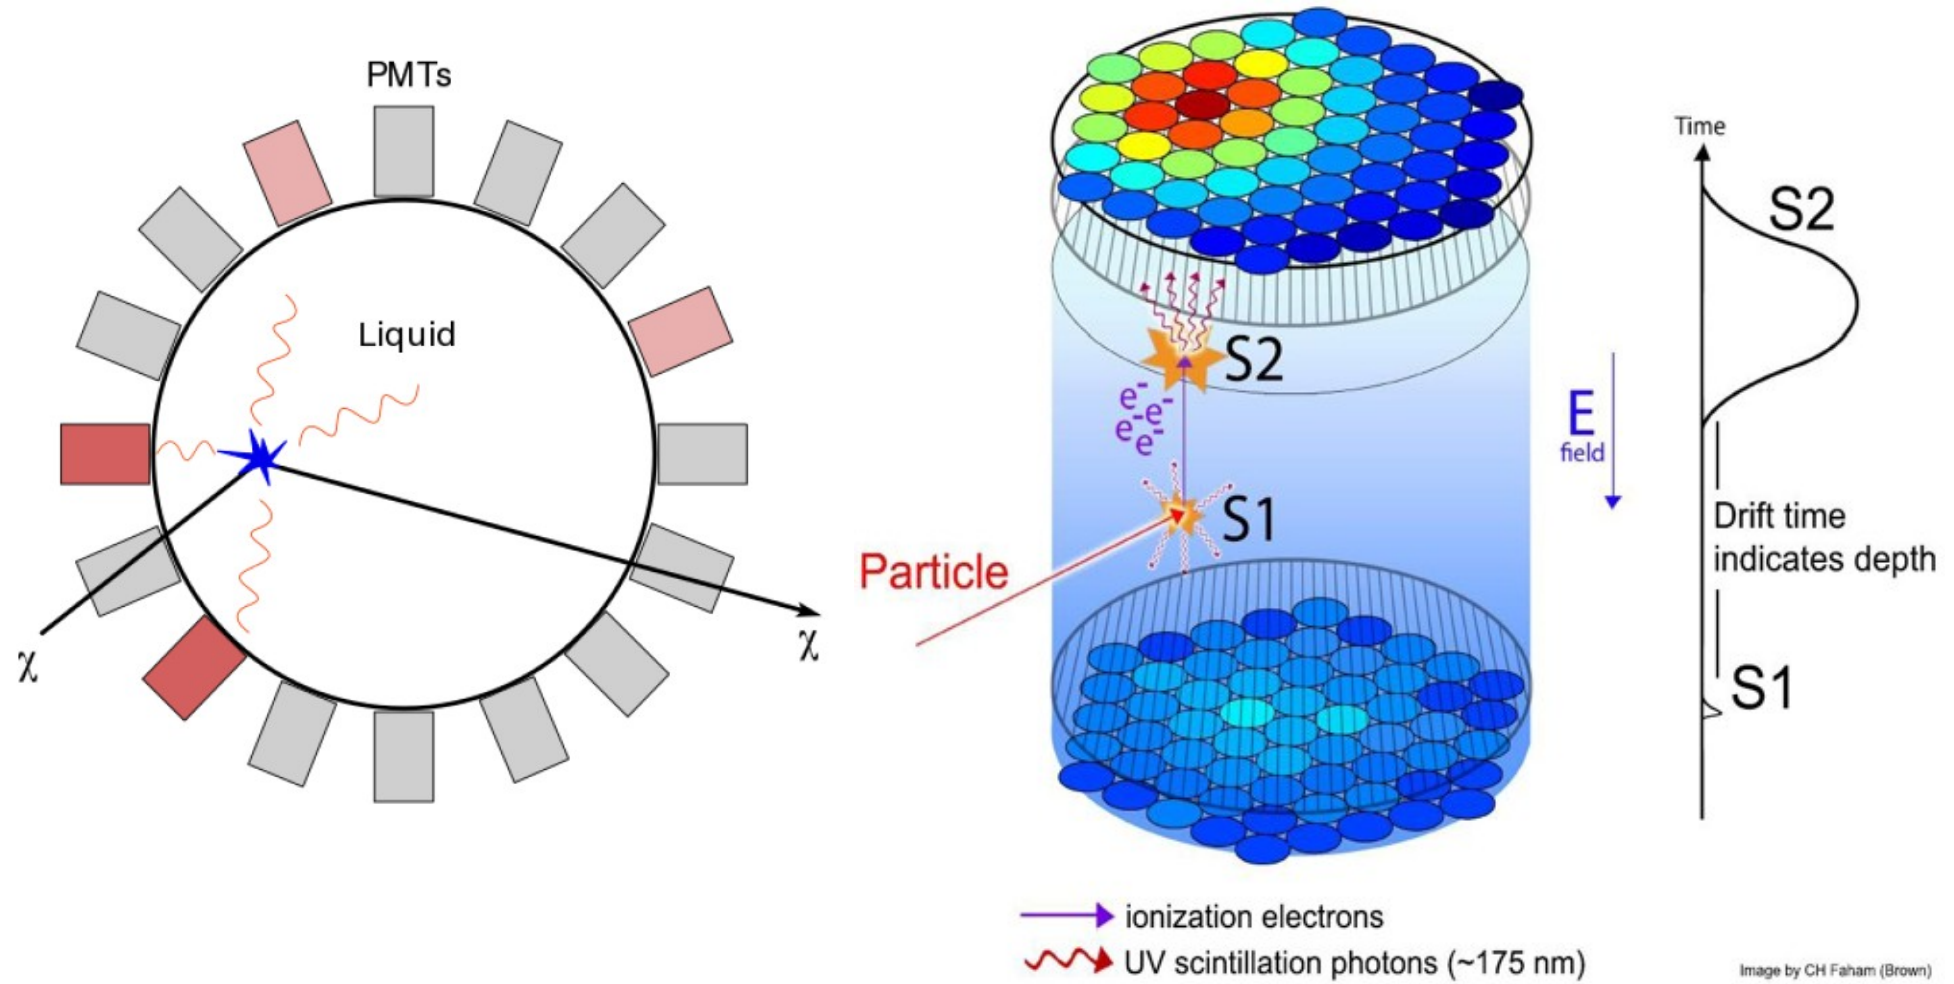 PMTs
Liquid
χ
χ
Particle
S2
e-
e-
e-
e-
S1
E
field
Time
S2
Drift time
indicates depth
S1
ionization electrons
UV scintillation photons (~175 nm)
Image by CH Faham (Brown)